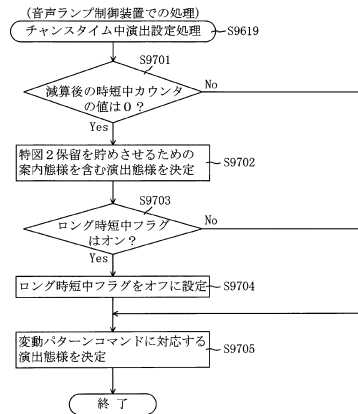 (音声ランプ制御装置での処理)
チャンスタイム中演出設定処理
S9619
S9701
減算後の時短中カウンタ
の値は0?
No
Yes
特図2保留を貯めさせるための
案内態様を含む演出態様を決定
S9702
S9703
ロング時短中フラグ
はオン?
No
Yes
ロング時短中フラグをオフに設定
S9704
変動パターンコマンドに対応する
演出態様を決定
S9705
終了